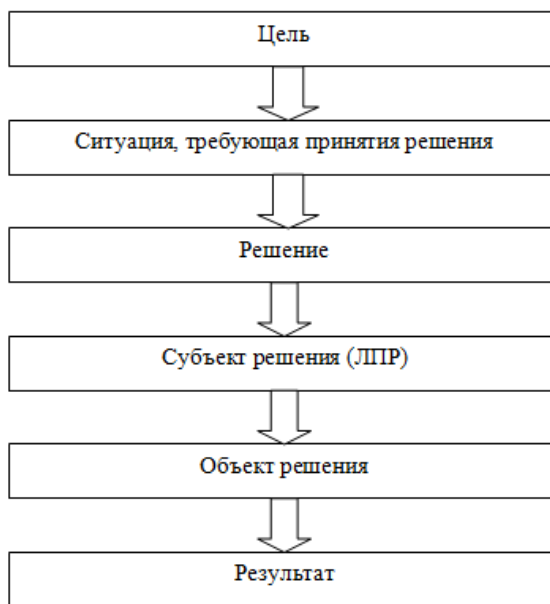 Цель
Ситуация, требующая принятия решения
Решение
Субъект решения (ЛПР)
Объект решения
Результат